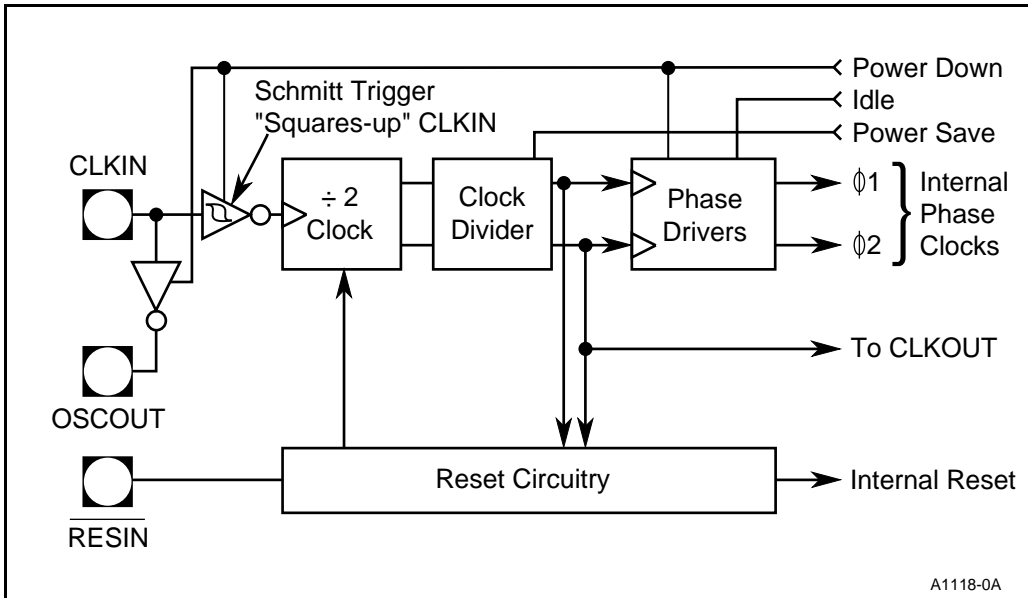 Power Down
Idle
Power Save
Schmitt Trigger
"Squares-up" CLKIN
CLKIN
÷ 2
Clock
Clock
Divider
Phase
Drivers
ϕ1
ϕ2
Internal
Phase
Clocks
To CLKOUT
OSCOUT
Reset Circuitry
Internal Reset
RESIN
A1118-0A